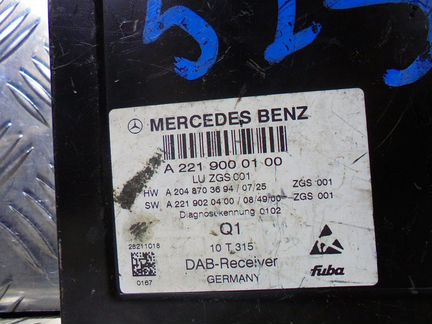 MERCEDES BENZ
A 221 900 01 00
LU ZGS 001
HW A 204 870 36 94 / 07/25 ZGS 001
SW A 221 902 04 00 / 08/49/00 ZGS 001
Diagnosekennung 0102
Q1
28211018 10 T 315
DAB-Receiver
0167 GERMANY fuba